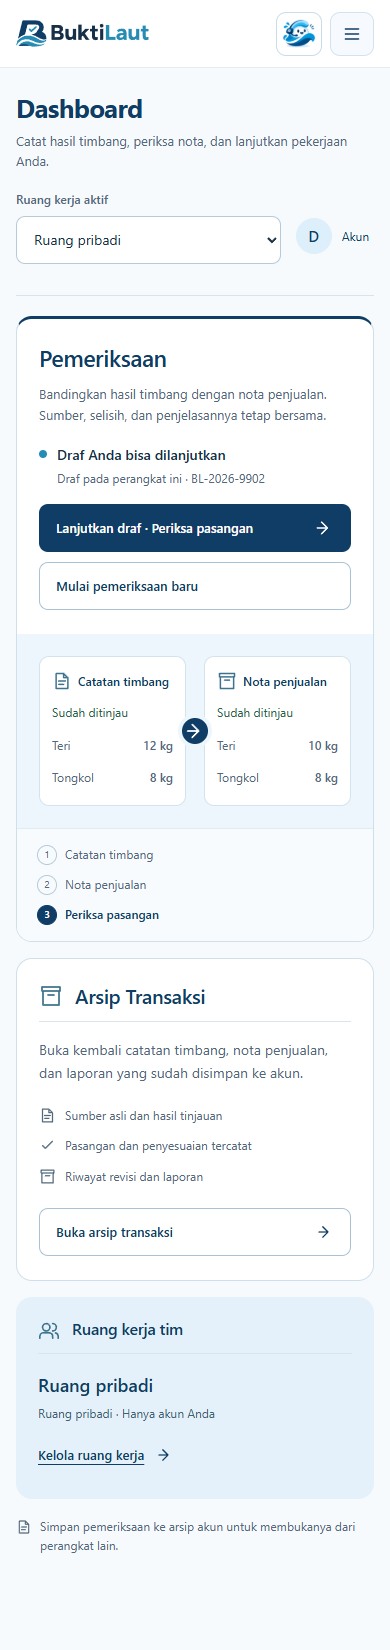 BuktiLaut
Dashboard
Catat hasil timbang, periksa nota, dan lanjutkan pekerjaan
Anda.
Ruang kerja aktif
Ruang pribadi
D
Akun
Pemeriksaan
Bandingkan hasil timbang dengan nota penjualan.
Sumber, selisih, dan penjelasannya tetap bersama.
Draf Anda bisa dilanjutkan
Draf pada perangkat ini · BL-2026-9902
Lanjutkan draf · Periksa pasangan
Mulai pemeriksaan baru
Catatan timbang
Sudah ditinjau
Teri 12 kg
Tongkol 8 kg
Nota penjualan
Sudah ditinjau
Teri 10 kg
Tongkol 8 kg
1 Catatan timbang
2 Nota penjualan
3 Periksa pasangan
Arsip Transaksi
Buka kembali catatan timbang, nota penjualan,
dan laporan yang sudah disimpan ke akun.
Sumber asli dan hasil tinjauan
Pasangan dan penyesuaian tercatat
Riwayat revisi dan laporan
Buka arsip transaksi
Ruang kerja tim
Ruang pribadi
Ruang pribadi · Hanya akun Anda
Kelola ruang kerja
Simpan pemeriksaan ke arsip akun untuk membukanya dari
perangkat lain.